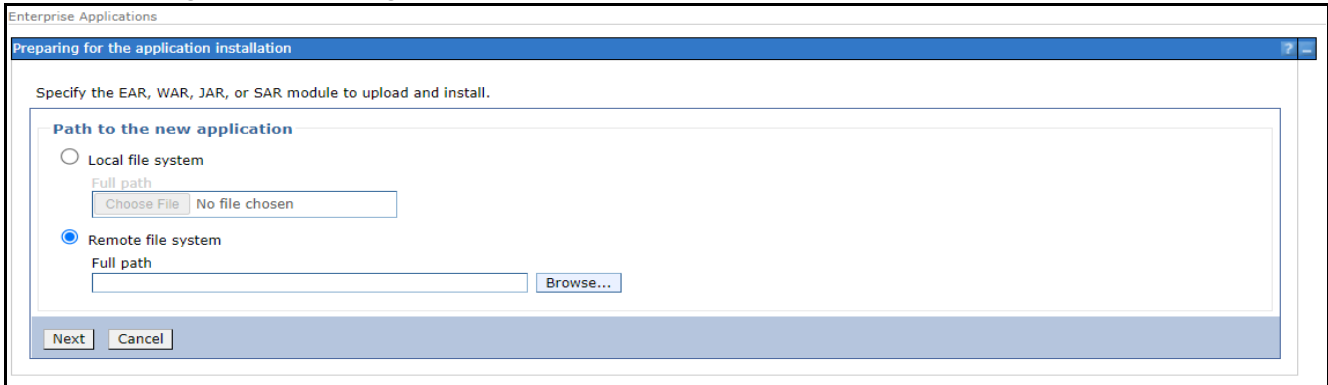 Enterprise Applications
Preparing for the application installation ? –
Specify the EAR, WAR, JAR, or SAR module to upload and install.
Path to the new application
Local file system
Full path
Choose File No file chosen
Remote file system
Full path
Browse...
Next Cancel